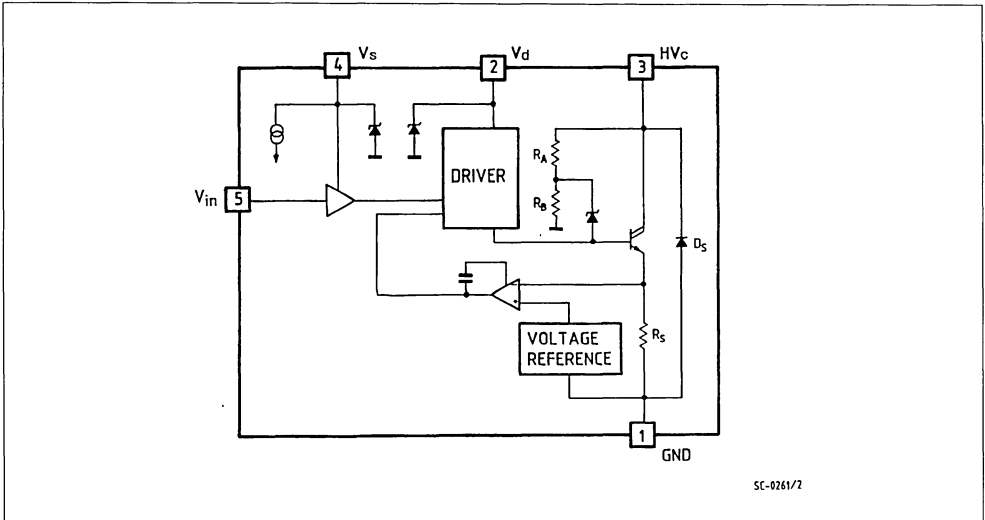 Vs
Vd
HVc
4
2
3
RA
DRIVER
Vin
5
RB
DS
-
+
RS
VOLTAGE
REFERENCE
1
GND
SC-0261/2